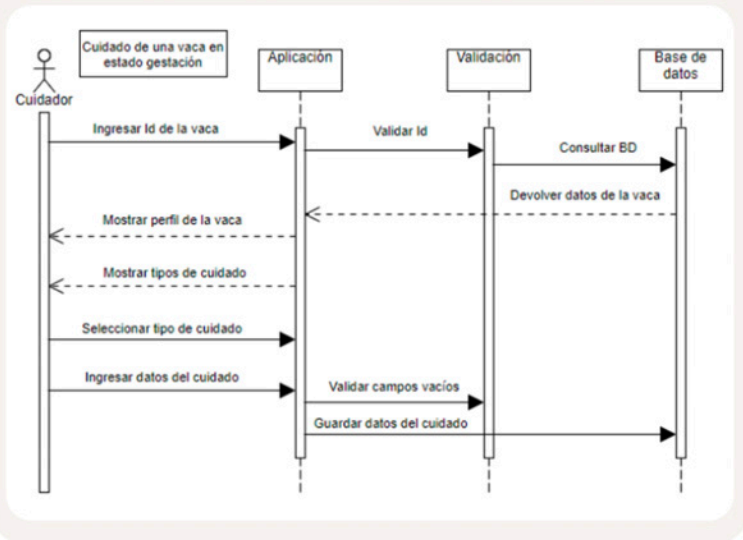 Cuidado de una vaca en
estado gestación
Aplicación
Validación
Base de
datos
Cuidador
Ingresar Id de la vaca
Validar Id
Consultar BD
Devolver datos de la vaca
Mostrar perfil de la vaca
Mostrar tipos de cuidado
Seleccionar tipo de cuidado
Ingresar datos del cuidado
Validar campos vacíos
Guardar datos del cuidado